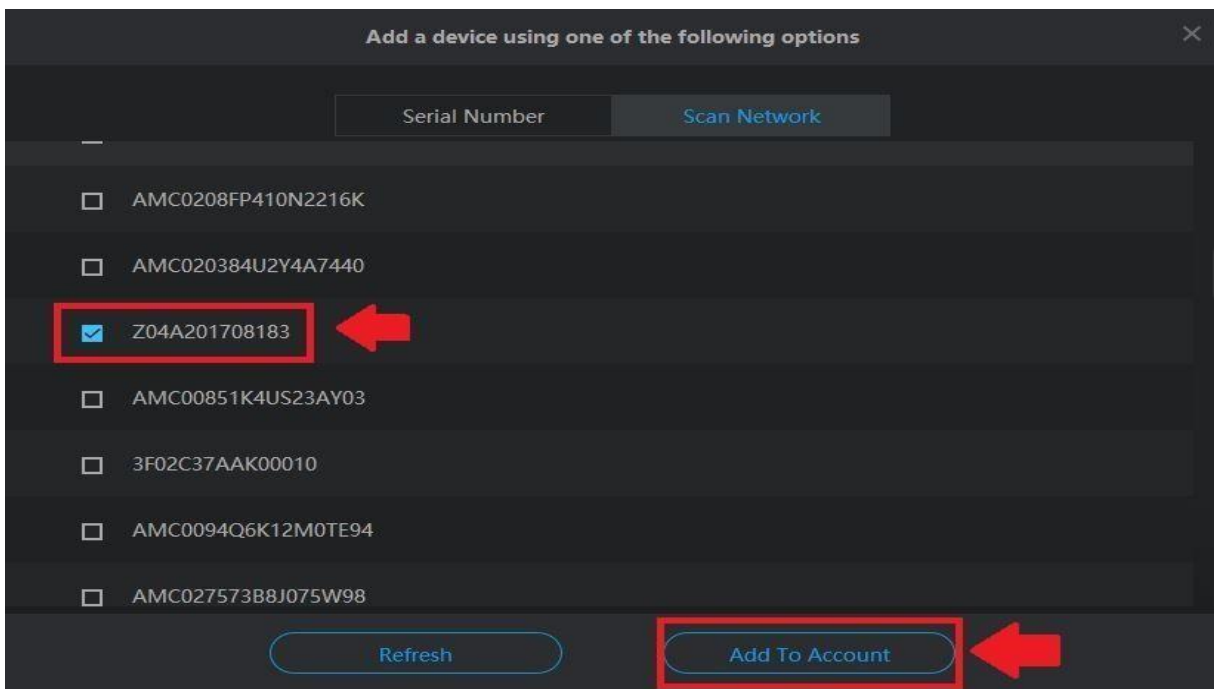 Add a device using one of the following options
Serial Number Scan Network
AMC0208FP410N2216K
AMC020384U2Y4A7440
Z04A201708183
AMC00851K4US23AY03
3F02C37AAK00010
AMC0094Q6K12M0TE94
AMC027573B8J075W98
Refresh Add To Account